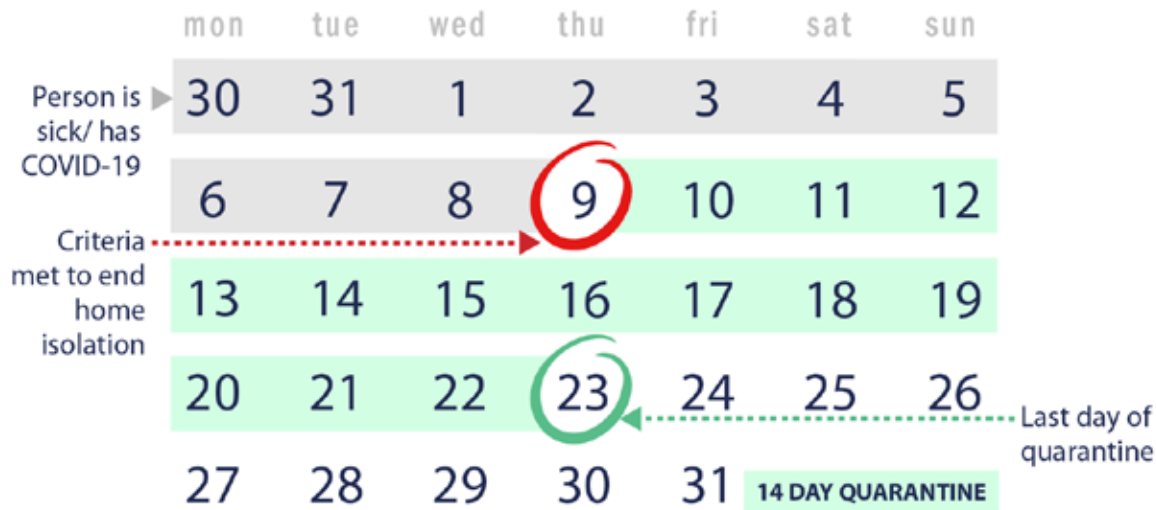 mon tue wed thu fri sat sun
Person is
sick/ has
COVID-19
30 31 1 2 3 4 5
6 7 8 9 10 11 12
Criteria
met to end
home
isolation
13 14 15 16 17 18 19
20 21 22 23 24 25 26
Last day of
quarantine
27 28 29 30 31
14 DAY QUARANTINE